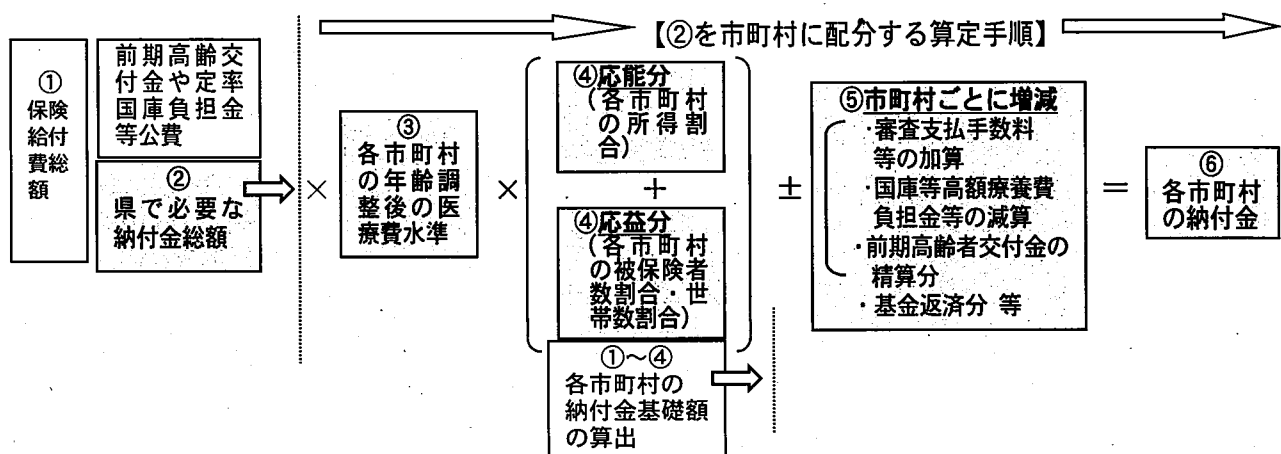 【②を市町村に配分する算定手順】
①
保険
給付
費総
額
前期高齢交
付金や定率
国庫負担金
等公費
②
県で必要な
納付金総額
×
③
各市町村
の年齢調
整後の医
療費水準
×
④応能分
(各市町村
の所得割
合)
+
④応益分
(各市町村
の被保険者
数割合・世
帯数割合)
①~④
各市町村の
納付金基礎額
の算出
±
⑤市町村ごとに増減
・審査支払手数料
等の加算
・国庫等高額療養費
負担金等の減算
・前期高齢者交付金の
精算分
・基金返済分 等
=
⑥
各市町村
の納付金